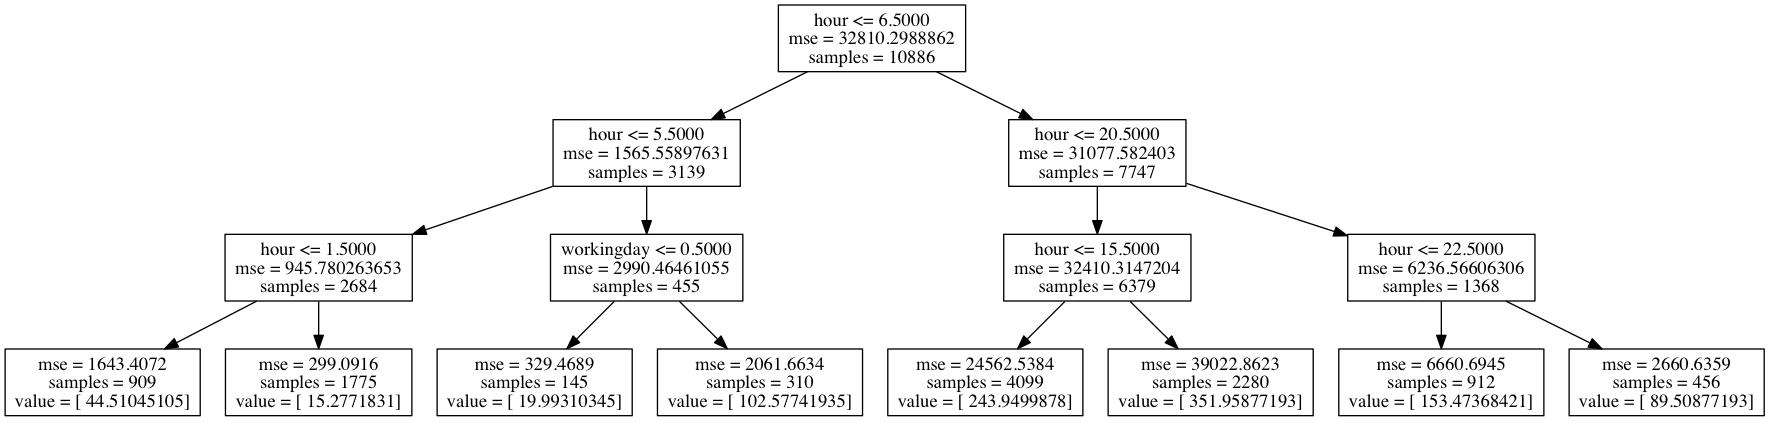 hour <= 6.5000
mse = 32810.2988862
samples = 10886
hour <= 5.5000
mse = 1565.55897631
samples = 3139
hour <= 20.5000
mse = 31077.582403
samples = 7747
hour <= 1.5000
mse = 945.780263653
samples = 2684
workingday <= 0.5000
mse = 2990.46461055
samples = 455
hour <= 15.5000
mse = 32410.3147204
samples = 6379
hour <= 22.5000
mse = 6236.56606306
samples = 1368
mse = 1643.4072
samples = 909
value = [ 44.51045105]
mse = 299.0916
samples = 1775
value = [ 15.2771831]
mse = 329.4689
samples = 145
value = [ 19.99310345]
mse = 2061.6634
samples = 310
value = [ 102.57741935]
mse = 24562.5384
samples = 4099
value = [ 243.9499878]
mse = 39022.8623
samples = 2280
value = [ 351.95877193]
mse = 6660.6945
samples = 912
value = [ 153.47368421]
mse = 2660.6359
samples = 456
value = [ 89.50877193]